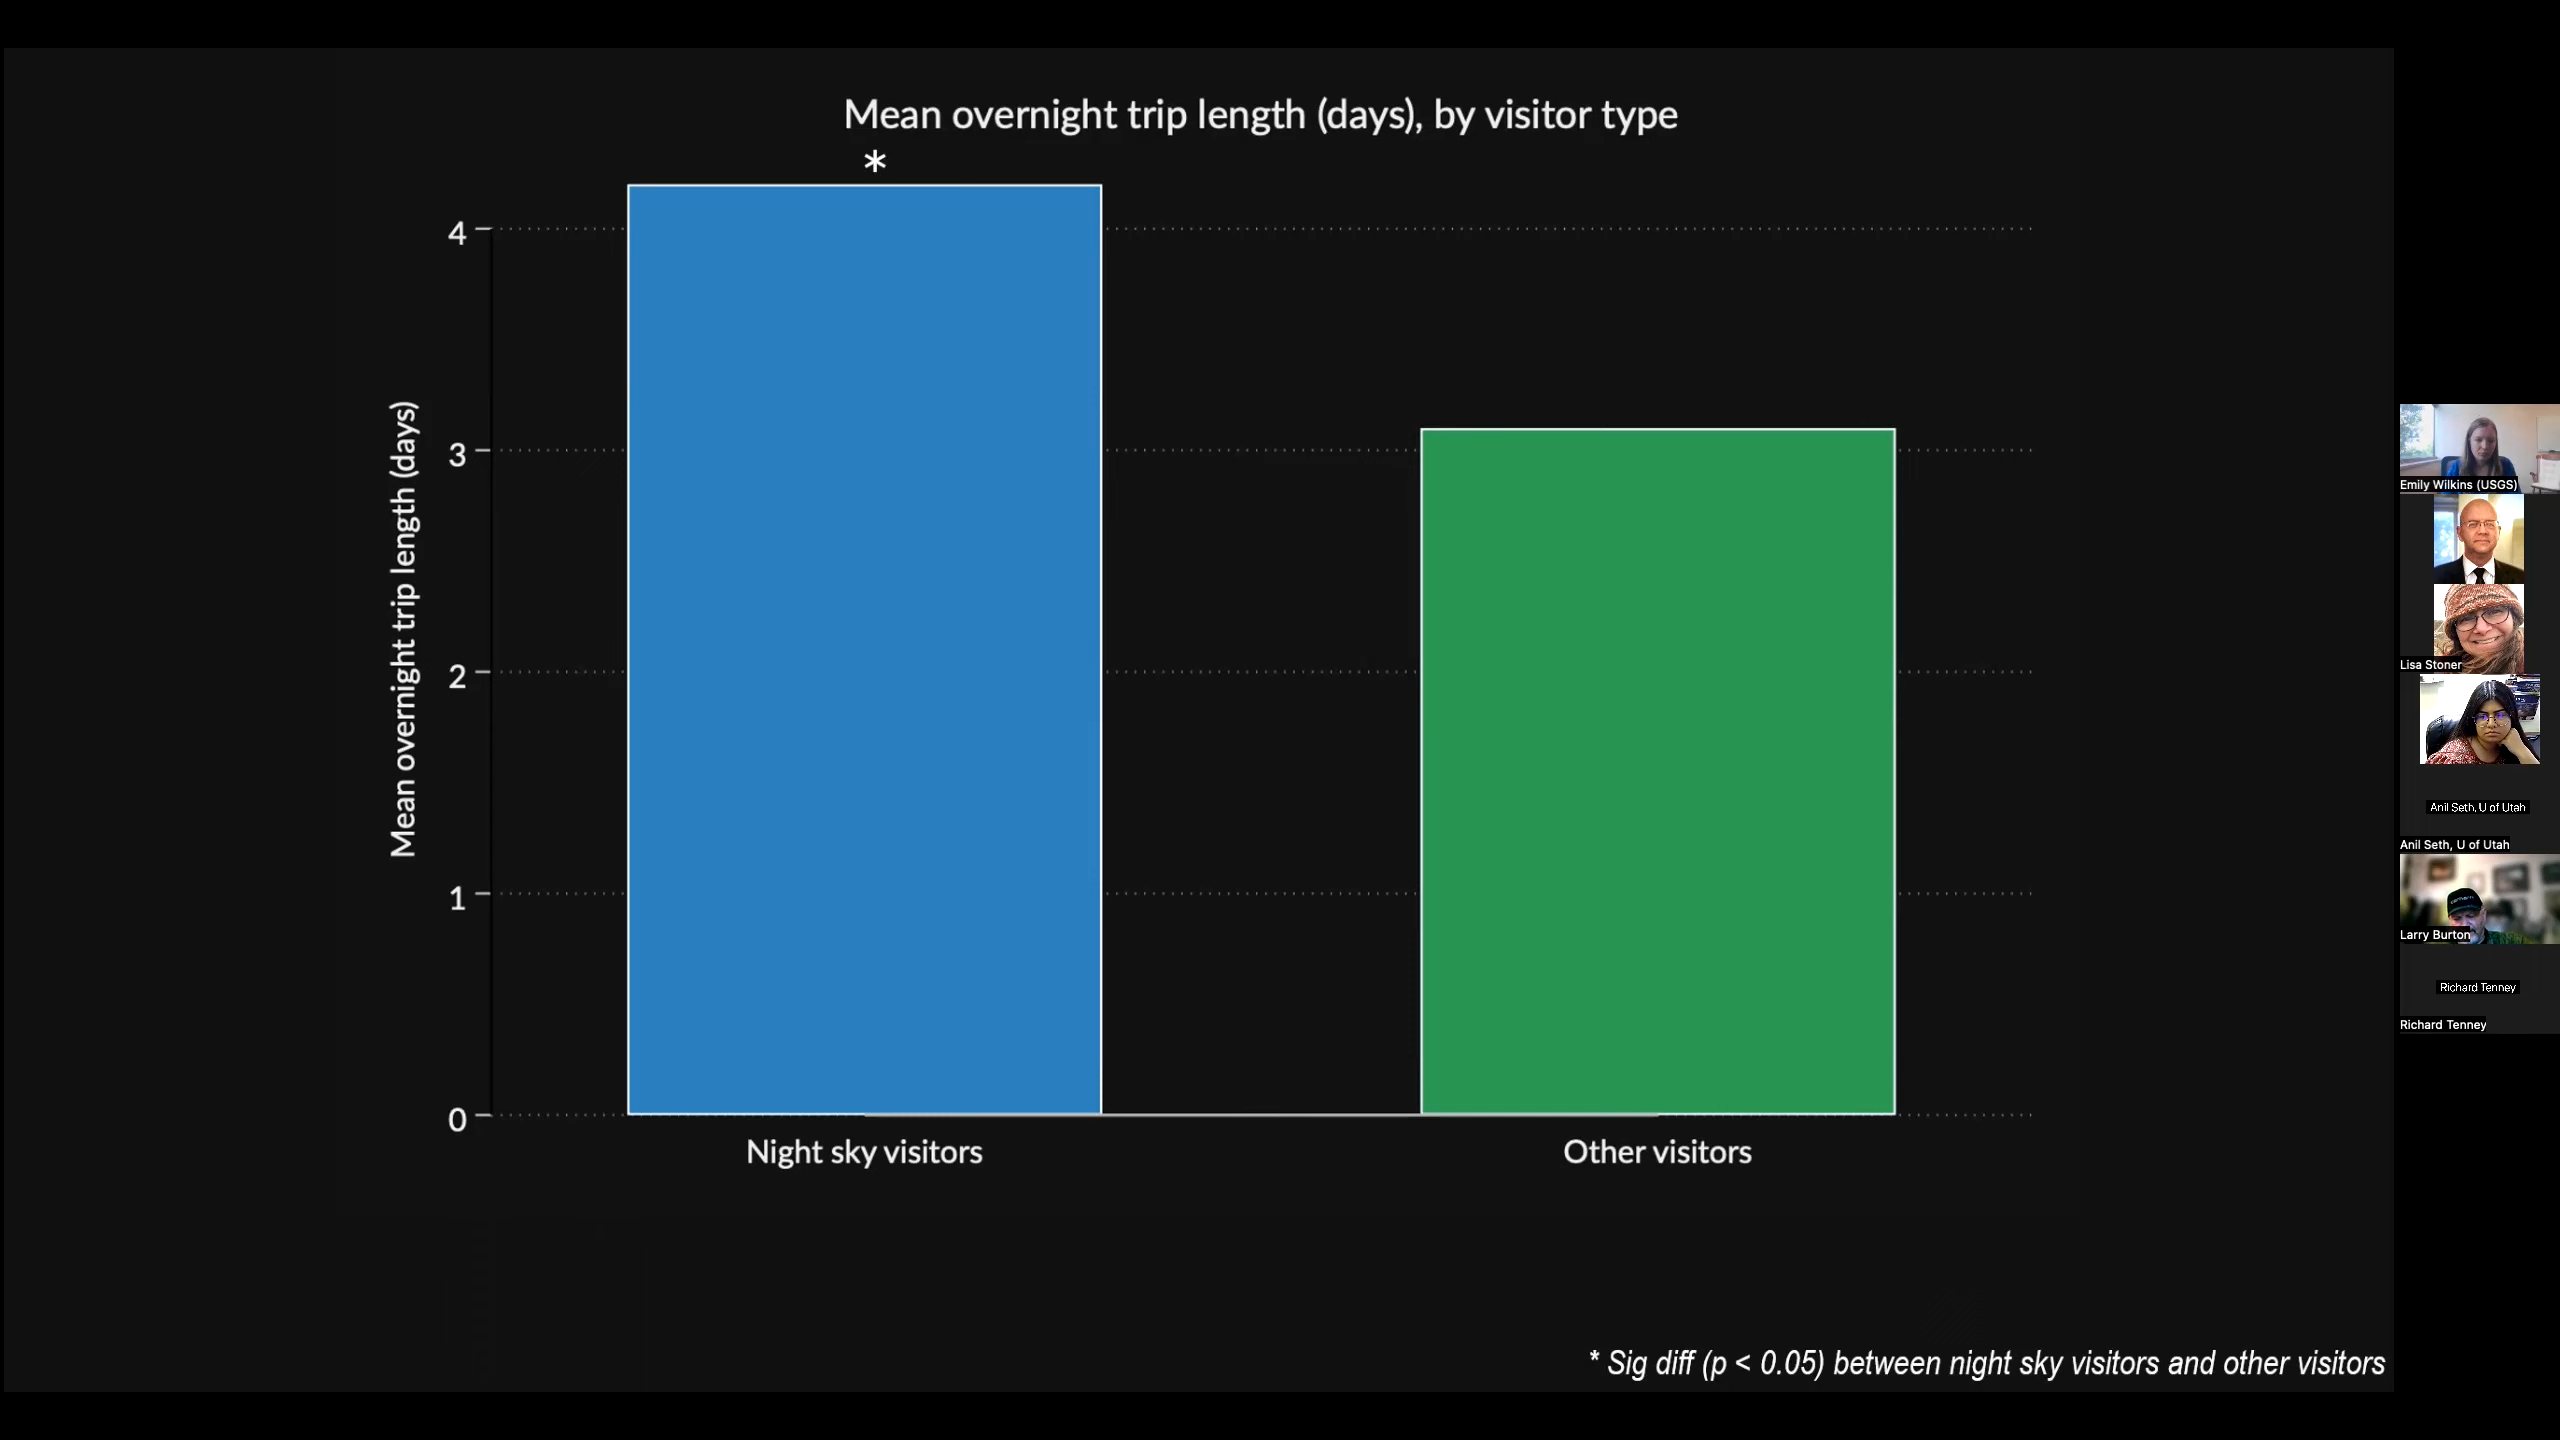 Mean overnight trip length (days), by visitor type
*
Mean overnight trip length (days)
4
3
2
1
0
Night sky visitors
Other visitors
* Sig diff (p < 0.05) between night sky visitors and other visitors
Emily Wilkins (USGS)
Lisa Stoner
Anil Seth, U of Utah
Anil Seth, U of Utah
Larry Burton
Richard Tenney
Richard Tenney